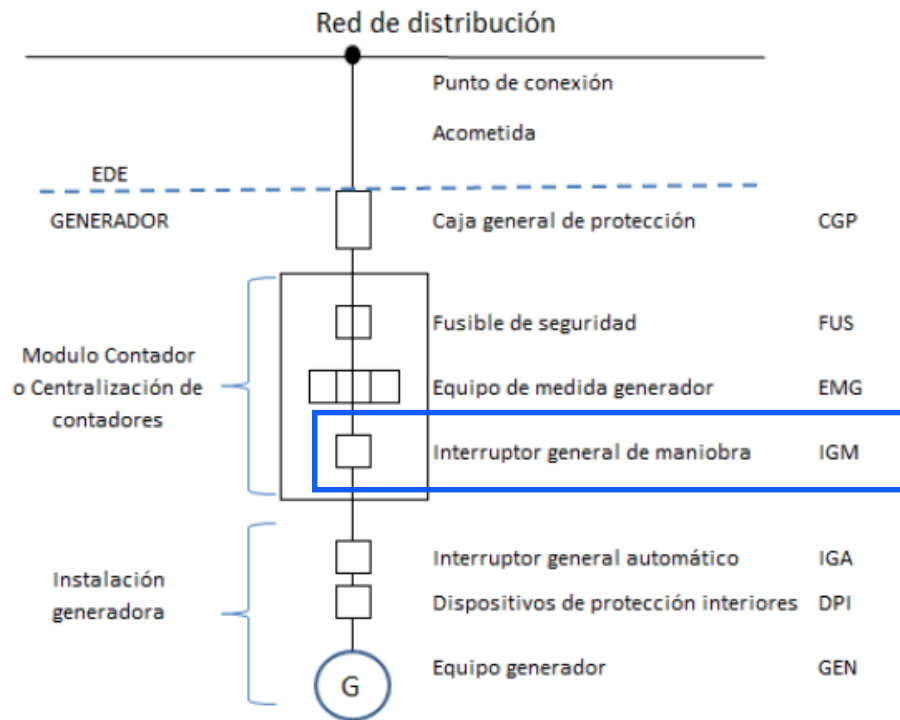 Red de distribución
Punto de conexión
Acometida
EDE
GENERADOR
Caja general de protección CGP
Fusible de seguridad FUS
Modulo Contador
o Centralización de
contadores
Equipo de medida generador EMG
Interruptor general de maniobra IGM
Interruptor general automático IGA
Instalación
generadora
Dispositivos de protección interiores DPI
Equipo generador GEN
G